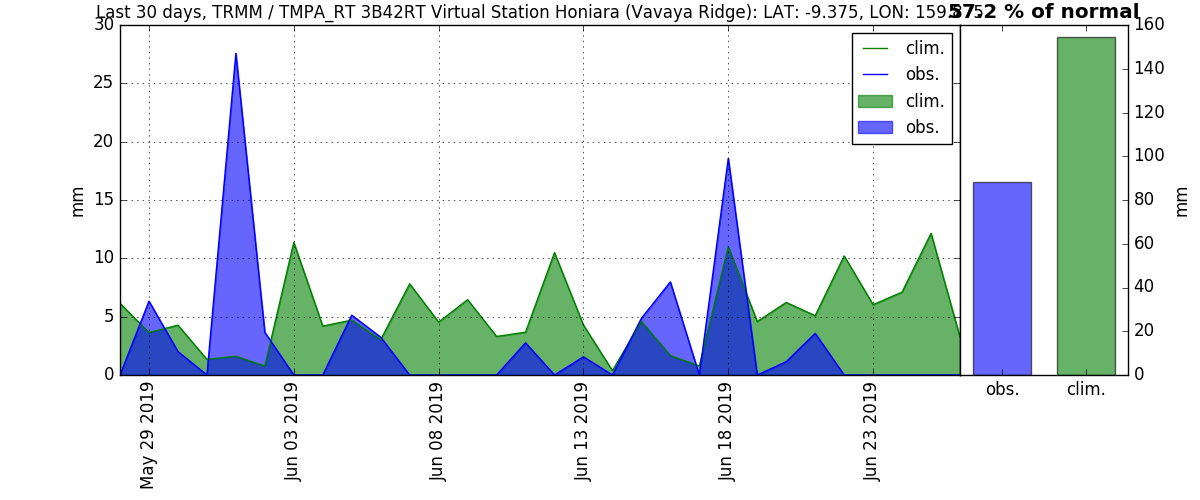 Last 30 days, TRMM / TMPA_RT 3B42RT Virtual Station Honiara (Vavaya Ridge): LAT: -9.375, LON: 159
57.2 % of normal
30
25
20
15
10
5
0
mm
clim.
obs.
clim.
obs.
May 29 2019
Jun 03 2019
Jun 08 2019
Jun 13 2019
Jun 18 2019
Jun 23 2019
160
140
120
100
80
60
40
20
0
mm
obs.
clim.